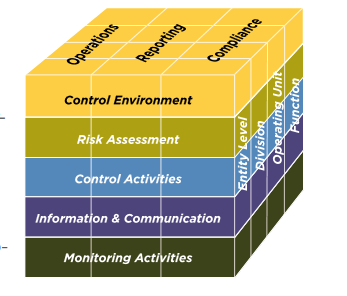 Operations
Reporting
Compliance
Control Environment
Risk Assessment
Control Activities
Information & Communication
Monitoring Activities
Entity Level
Division
Operating Unit
Function